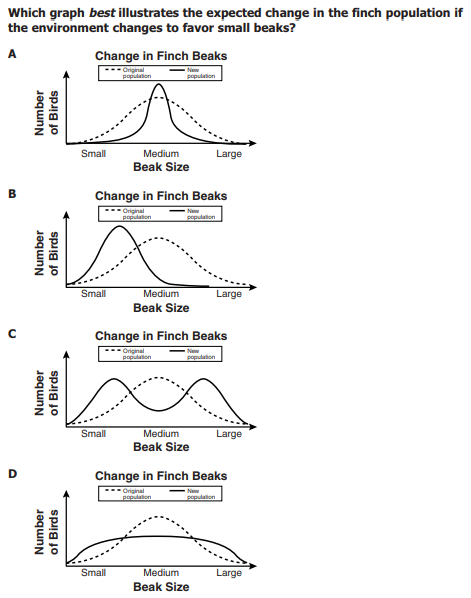 Which graph best illustrates the expected change in the finch population if
the environment changes to favor small beaks?
A
Change in Finch Beaks
Original population
New population
Number of Birds
Small Medium Large
Beak Size
B
Change in Finch Beaks
Original population
New population
Number of Birds
Small Medium Large
Beak Size
C
Change in Finch Beaks
Original population
New population
Number of Birds
Small Medium Large
Beak Size
D
Change in Finch Beaks
Original population
New population
Number of Birds
Small Medium Large
Beak Size